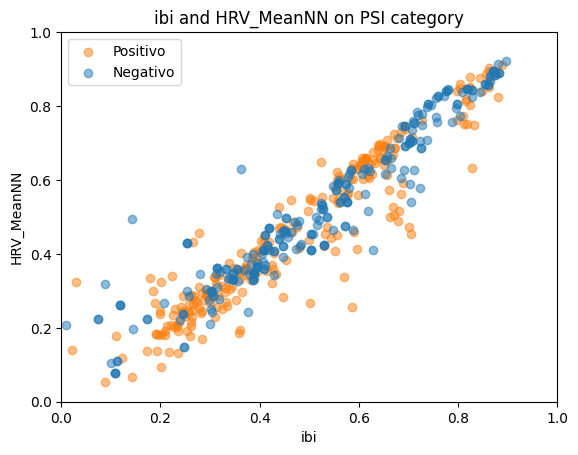 ibi and HRV_MeanNN on PSI category
Positivo
Negativo
HRV_MeanNN
1.0
0.8
0.6
0.4
0.2
0.0
0.0 0.2 0.4 0.6 0.8 1.0
ibi